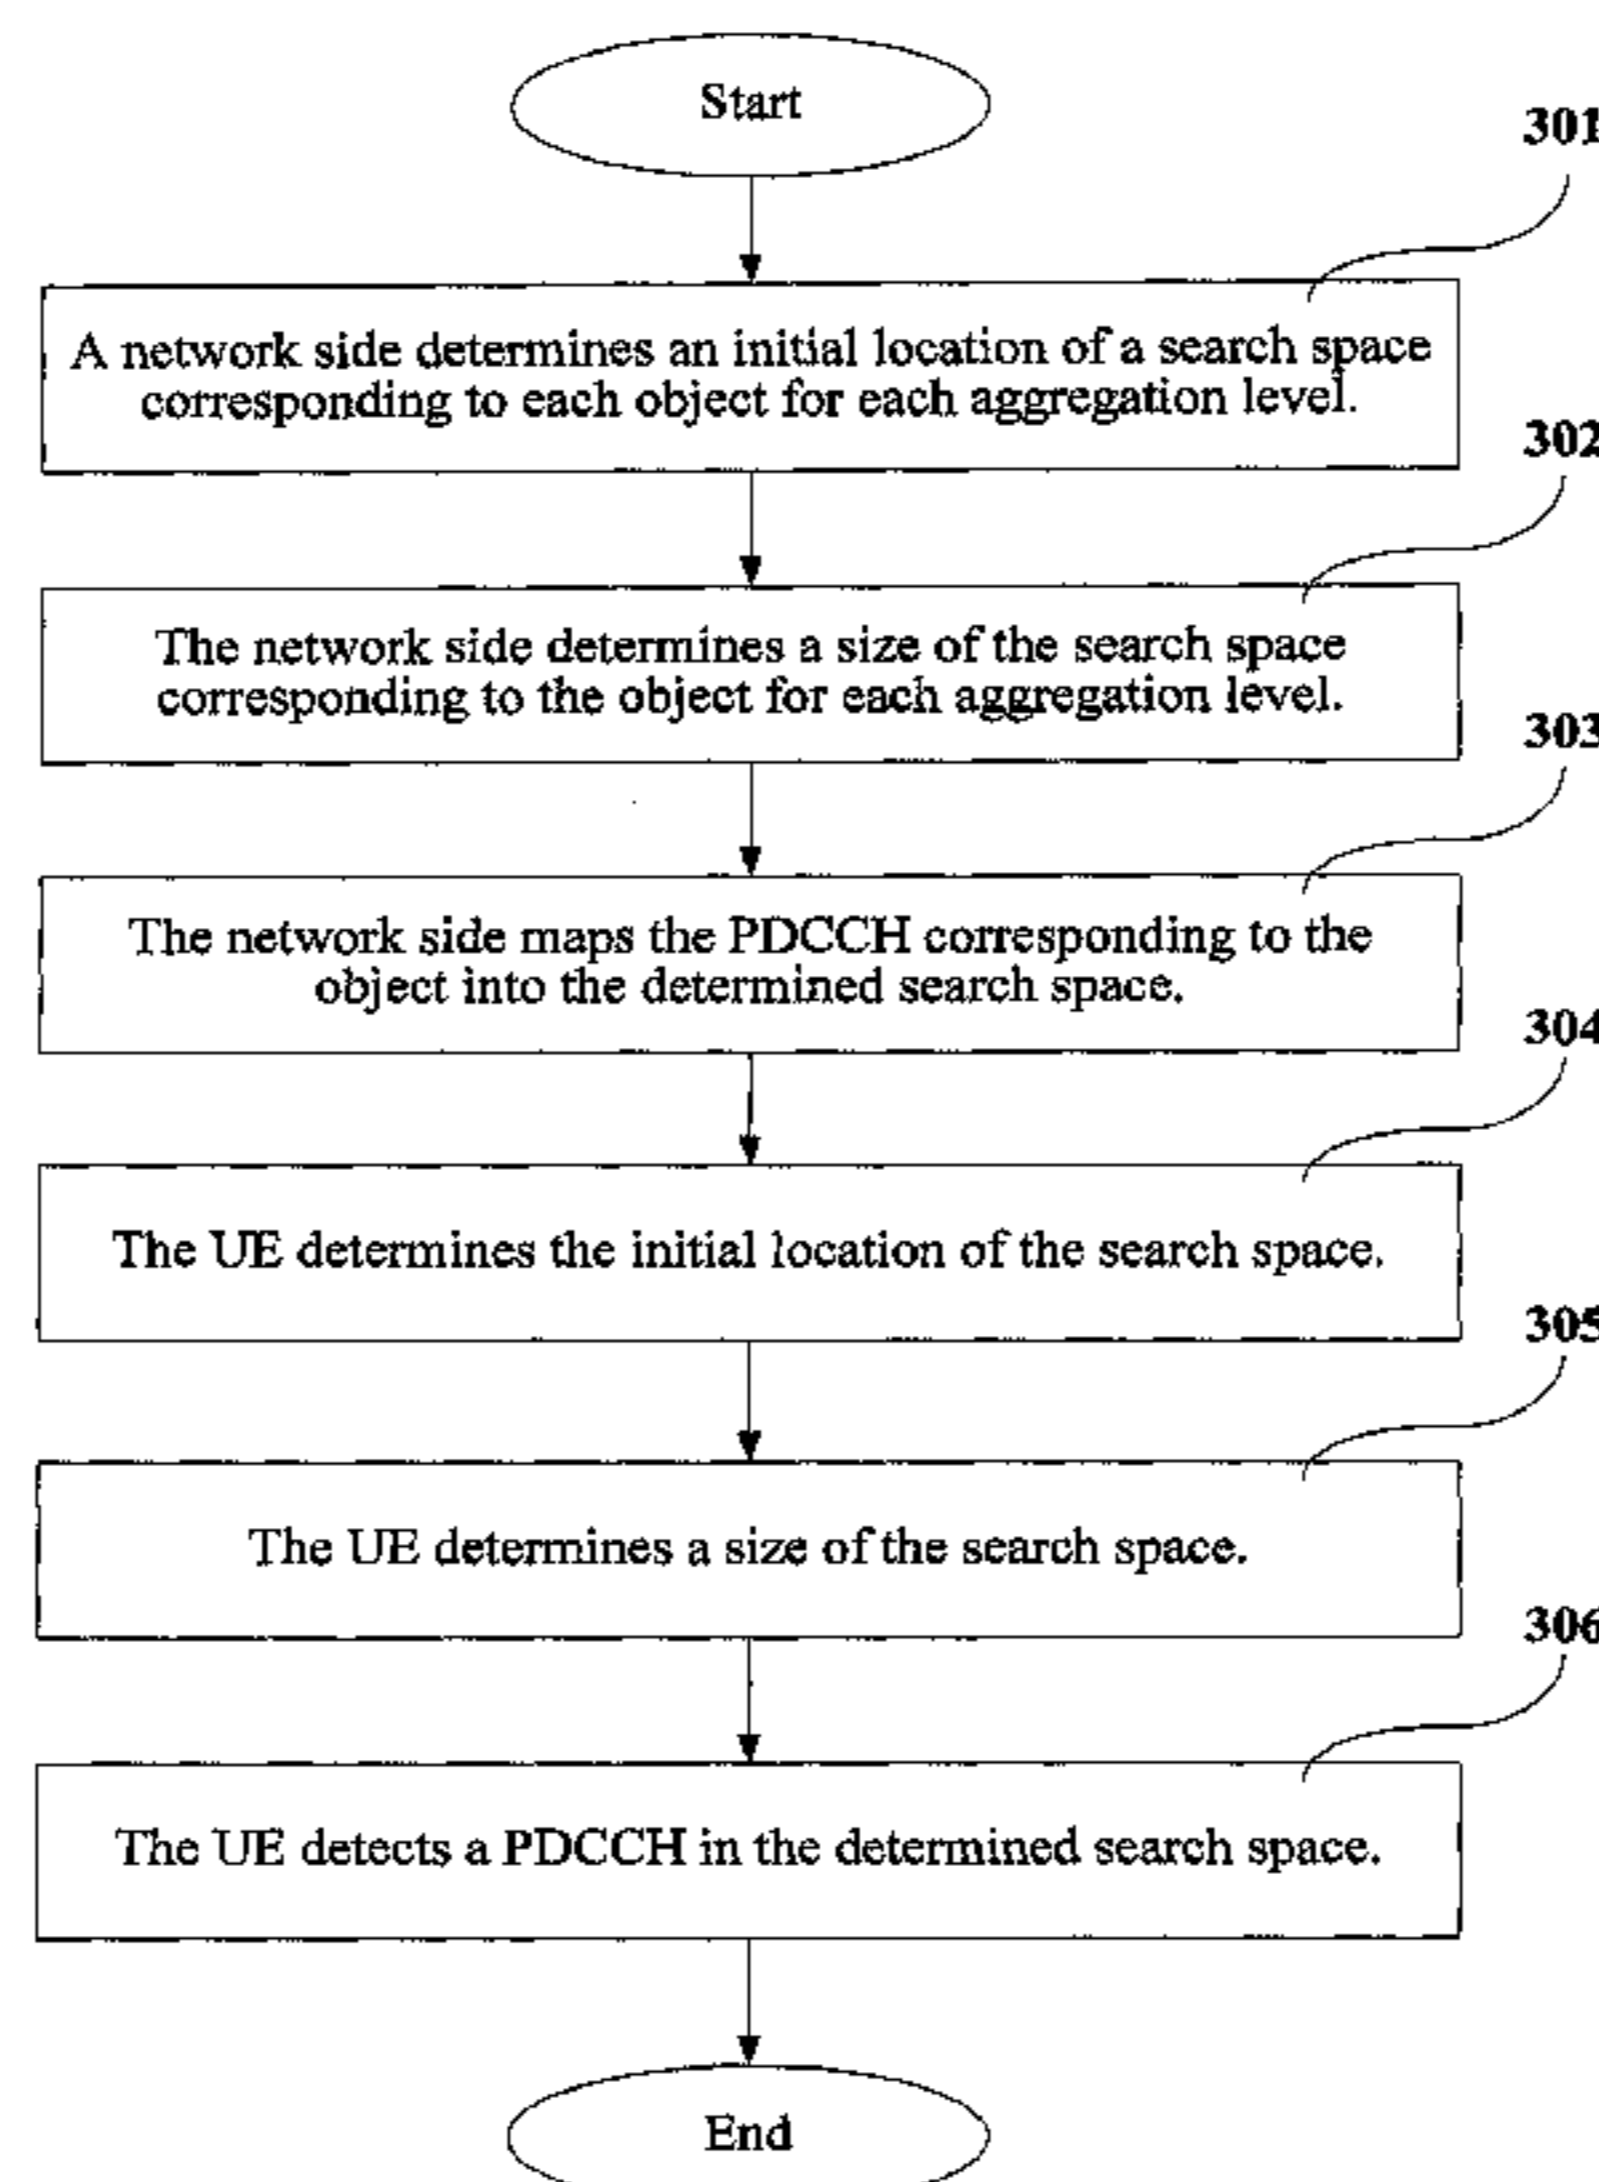 Start
301
A network side determines an initial location of a search space
corresponding to each object for each aggregation level.
302
The network side determines a size of the search space
corresponding to the object for each aggregation level.
303
The network side maps the PDCCH corresponding to the
object into the determined search space.
304
The UE determines the initial location of the search space.
305
The UE determines a size of the search space.
306
The UE detects a PDCCH in the determined search space.
End